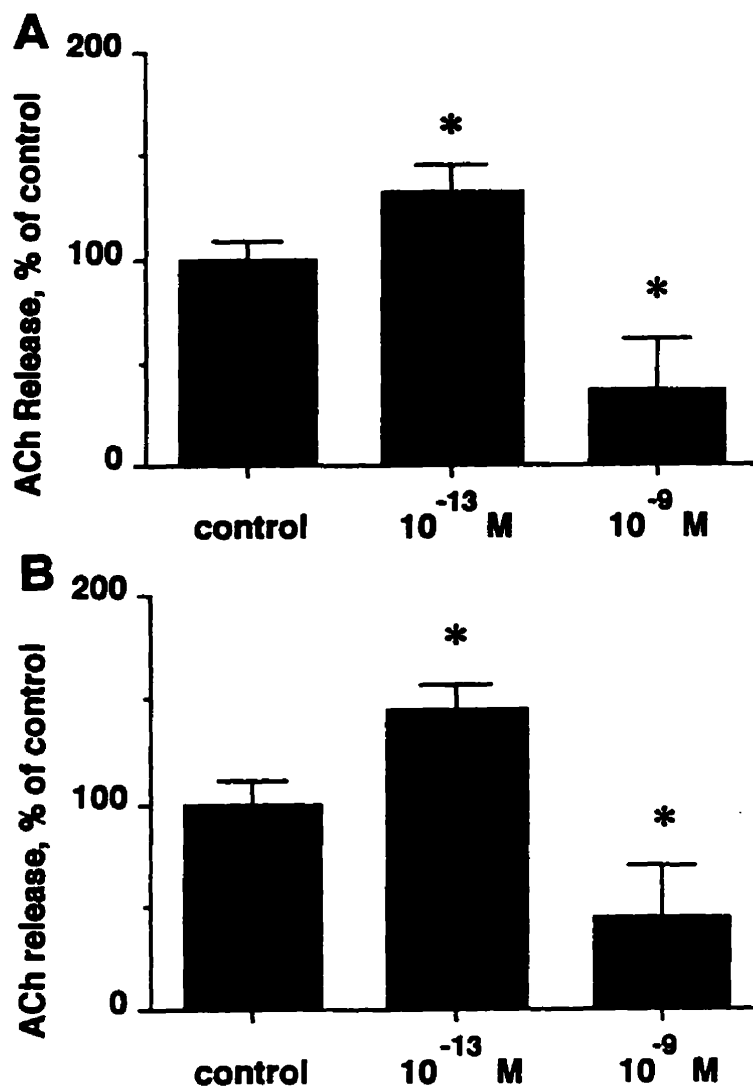 A
200
ACh Release, % of control
*
100
*
0
control 10⁻¹³ M 10⁻⁹ M
B
200
ACh release, % of control
*
100
*
0
control 10⁻¹³ M 10⁻⁹ M